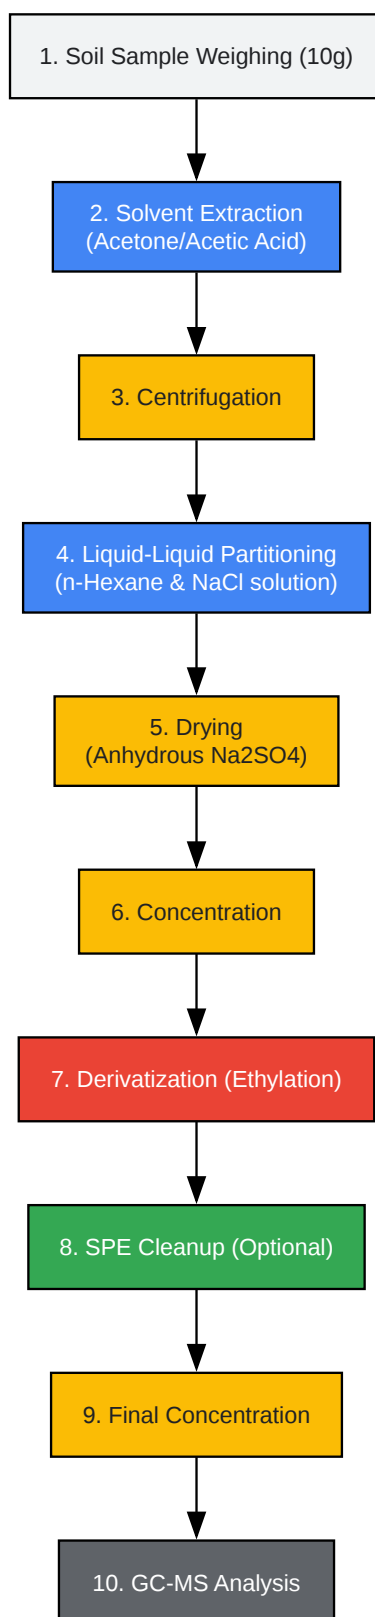 1. Soil Sample Weighing (10g)
2. Solvent Extraction
(Acetone/Acetic Acid)
3. Centrifugation
4. Liquid-Liquid Partitioning
(n-Hexane & NaCl solution)
5. Drying
(Anhydrous Na2SO4)
6. Concentration
7. Derivatization (Ethylation)
8. SPE Cleanup (Optional)
9. Final Concentration
10. GC-MS Analysis